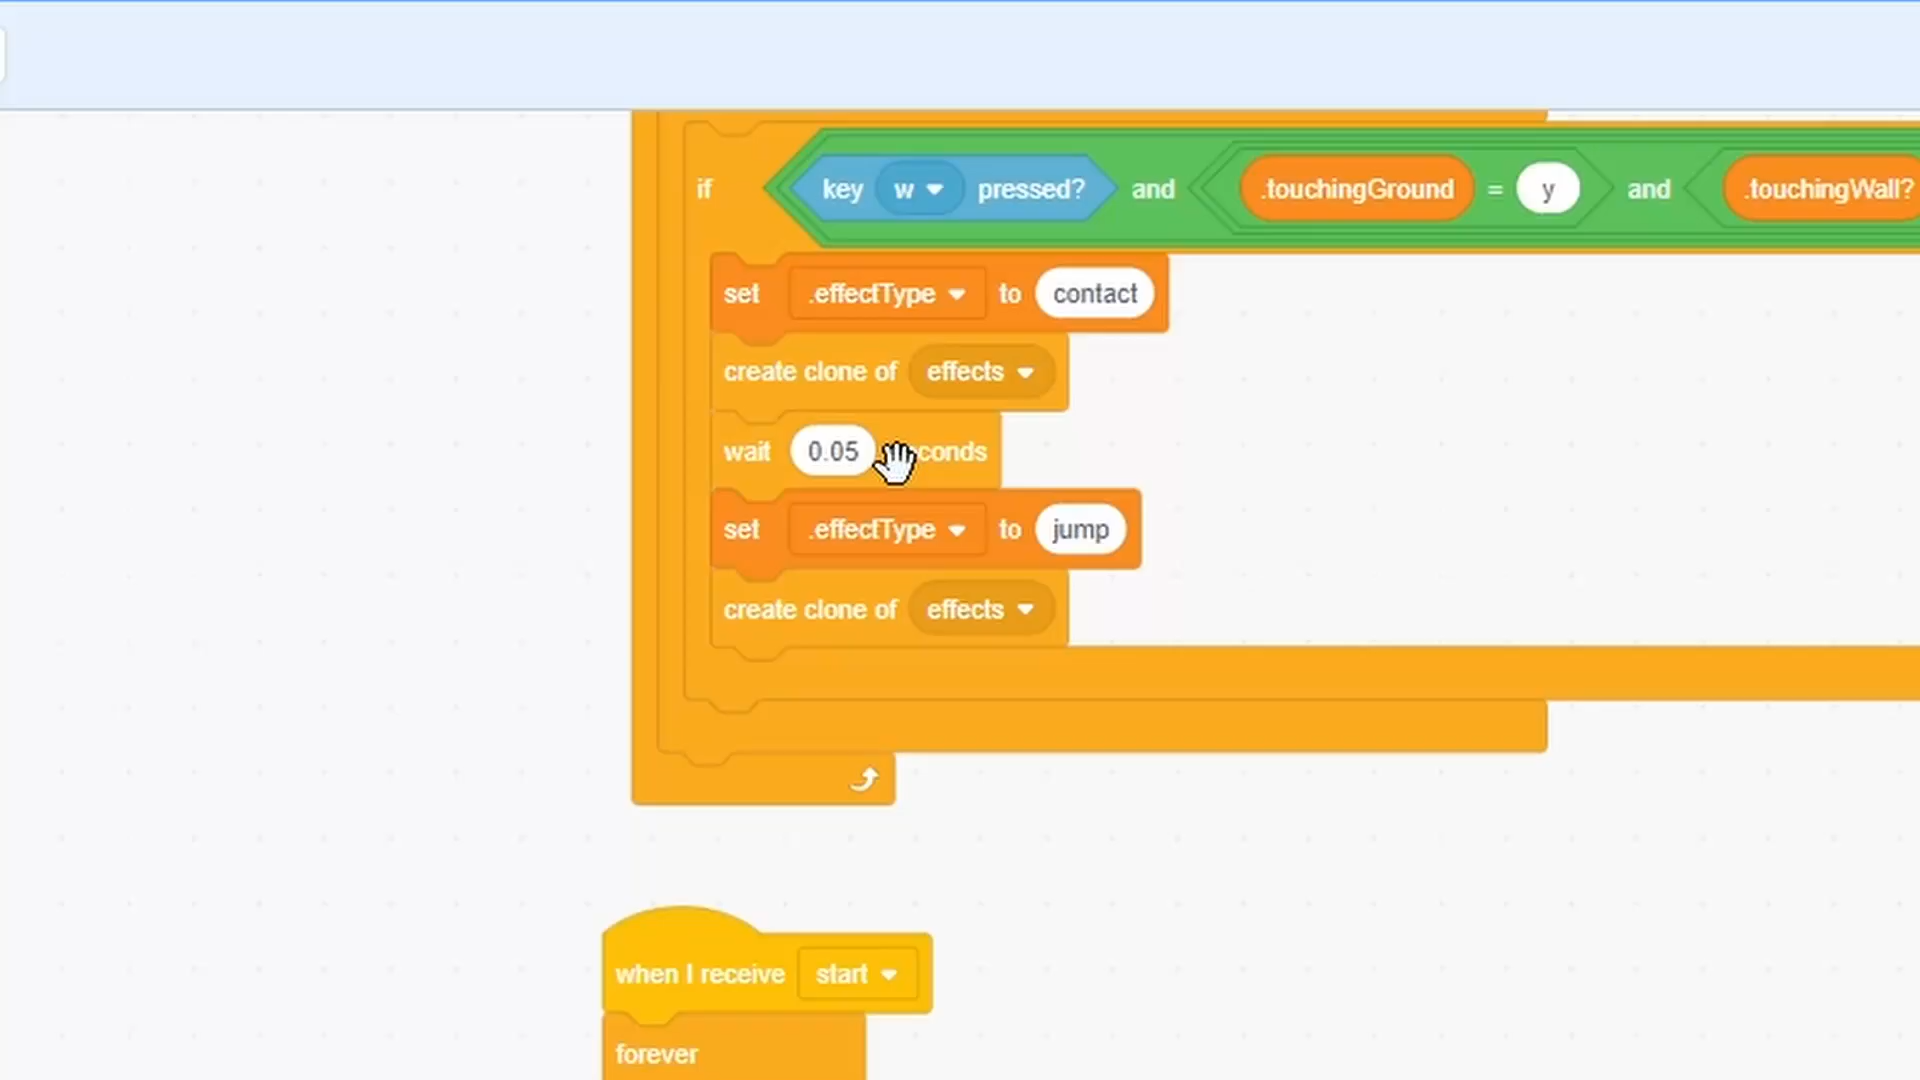 if key w pressed? and .touchingGround = y and .touchingWall?
set .effectType to contact
create clone of effects
wait 0.05 seconds
set .effectType to jump
create clone of effects
when I receive start
forever